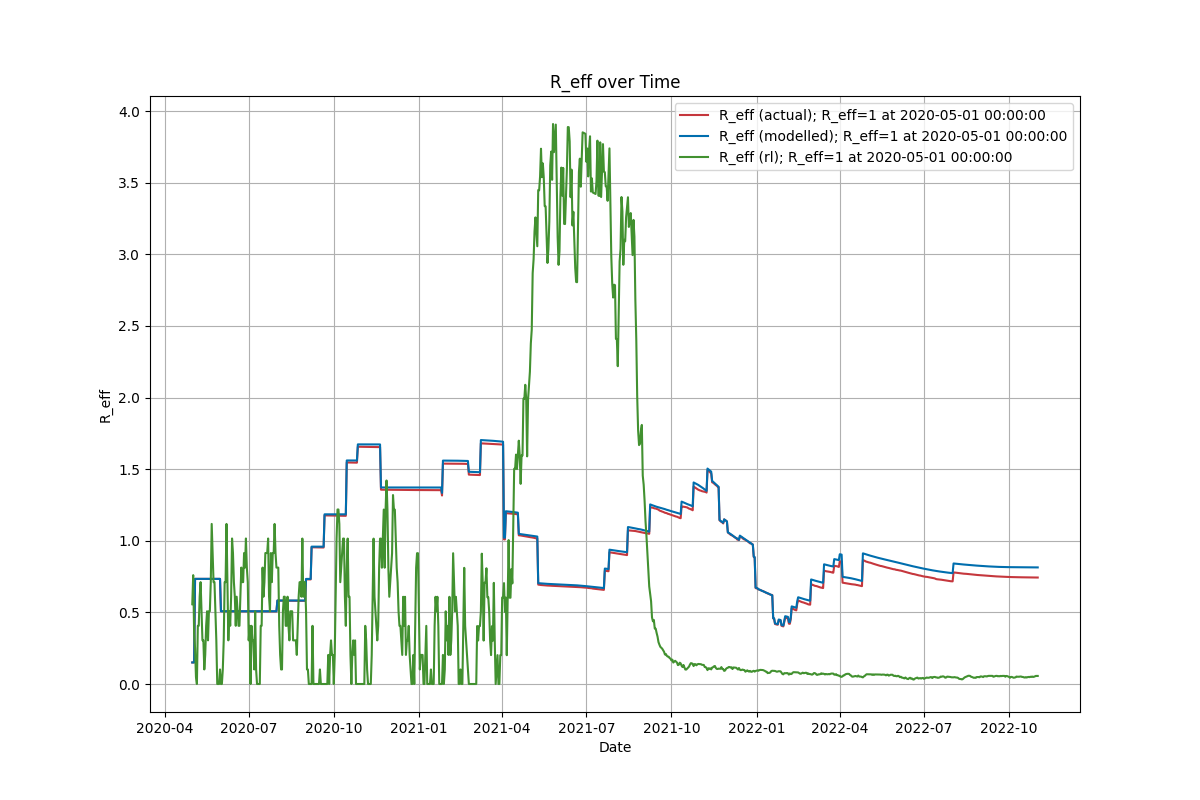 R_eff over Time
R_eff (actual); R_eff=1 at 2020-05-01 00:00:00
R_eff (modelled); R_eff=1 at 2020-05-01 00:00:00
R_eff (rl); R_eff=1 at 2020-05-01 00:00:00
4.0
3.5
3.0
2.5
2.0
1.5
1.0
0.5
0.0
R_eff
2020-04 2020-07 2020-10 2021-01 2021-04 2021-07 2021-10 2022-01 2022-04 2022-07 2022-10
Date